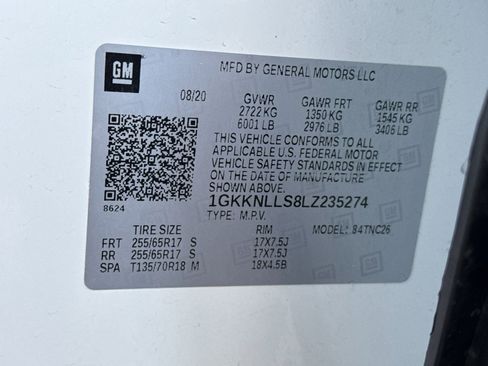 GM
MFD BY GENERAL MOTORS LLC
08/20 GVWR GAWR FRT GAWR RR
2722 KG 1350 KG 1545 KG
6001 LB 2976 LB 3406 LB
THIS VEHICLE CONFORMS TO ALL
APPLICABLE U.S. FEDERAL MOTOR
VEHICLE SAFETY STANDARDS IN EFFECT
ON THE DATE OF MANUFACTURE
SHOWN ABOVE.
1GKKNLLS8LZ235274
8624 TYPE: M.P.V.
TIRE SIZE RIM MODEL: 84TNC26
FRT 255/65R17 S 17X7.5J
RR 255/65R17 S 17X7.5J
SPA T135/70R18 M 18X4.5B